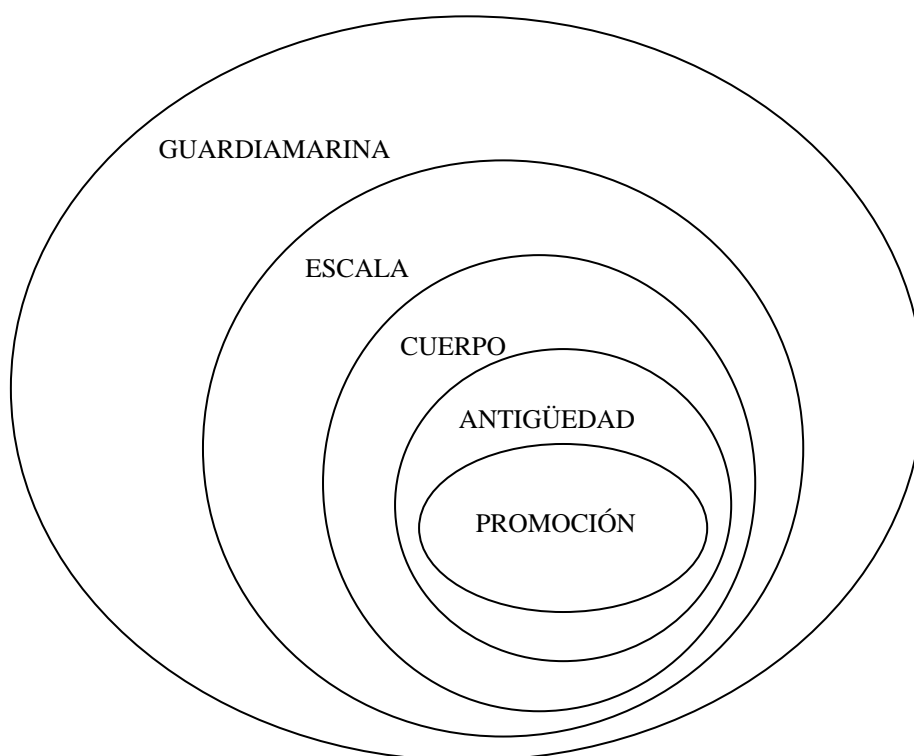 GUARDIAMARINA
ESCALA
CUERPO
ANTIGÜEDAD
PROMOCIÓN